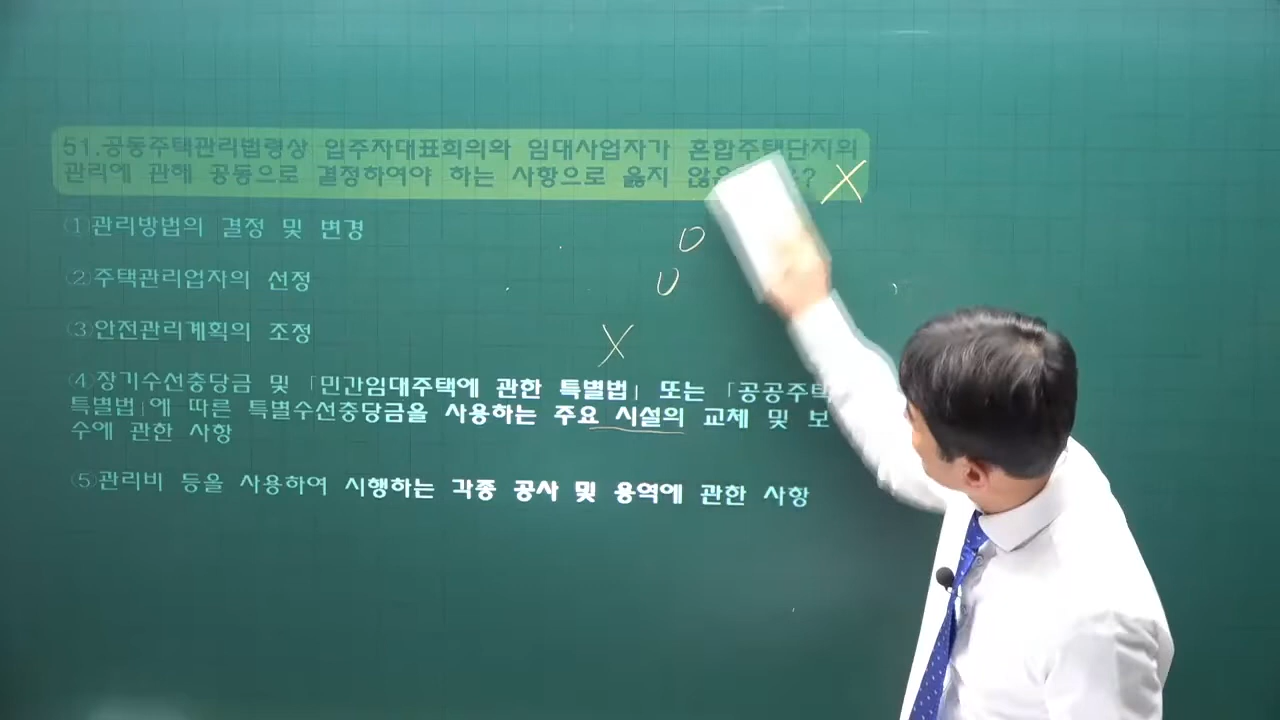 51.공동주택관리법령상 입주자대표회의와 임대사업자가 혼합주택단지의
관리에 관해 공동으로 결정하여야 하는 사항으로 옳지 않은 ? X
①관리방법의 결정 및 변경 O
②주택관리업자의 선정
③안전관리계획의 조정 X
④장기수선충당금 및 「민간임대주택에 관한 특별법」 또는 「공공주택
특별법」에 따른 특별수선충당금을 사용하는 주요 시설의 교체 및 보
수에 관한 사항
⑤관리비 등을 사용하여 시행하는 각종 공사 및 용역에 관한 사항